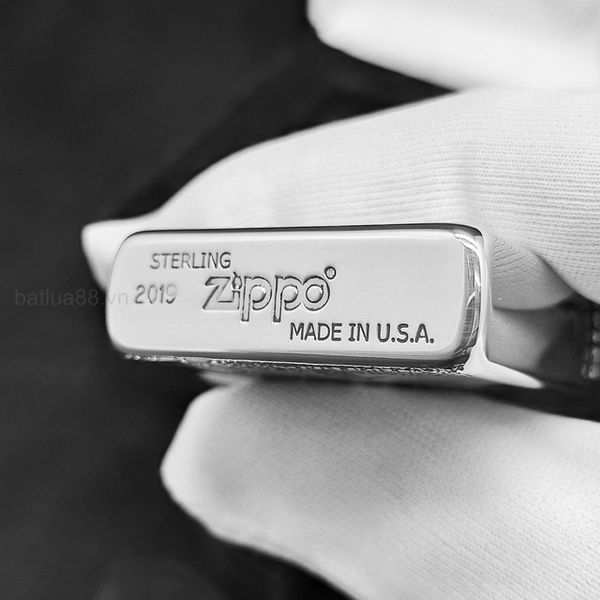 STERLING
2019 Zippo®
MADE IN U.S.A.
batlua88.vn